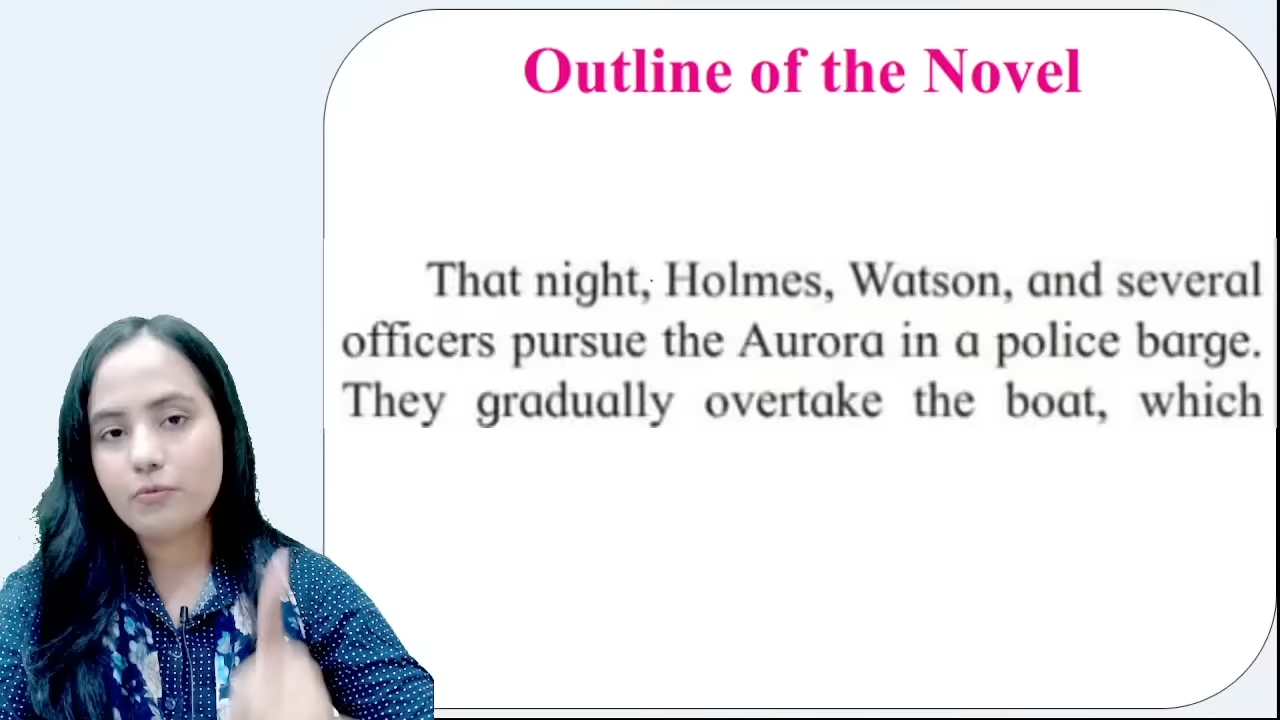 Outline of the Novel
That night, Holmes, Watson, and several
officers pursue the Aurora in a police barge.
They gradually overtake the boat, which